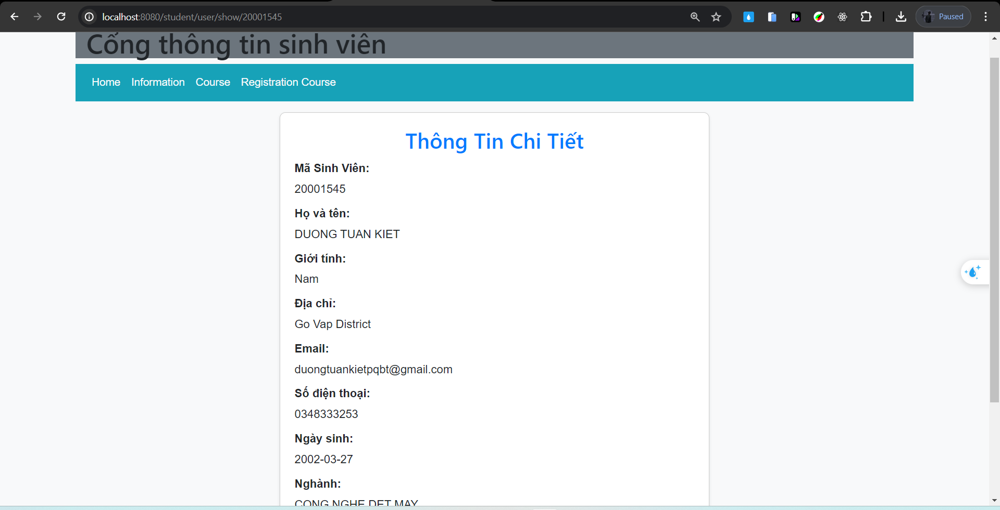 localhost:8080/student/user/show/20001545
Paused
Cổng thông tin sinh viên
Home Information Course Registration Course
Thông Tin Chi Tiết
Mã Sinh Viên:
20001545
Họ và tên:
DUONG TUAN KIET
Giới tính:
Nam
Địa chỉ:
Go Vap District
Email:
duongtuankietpqbt@gmail.com
Số điện thoại:
0348333253
Ngày sinh:
2002-03-27
Nghành:
CONG NGHE DET MAY